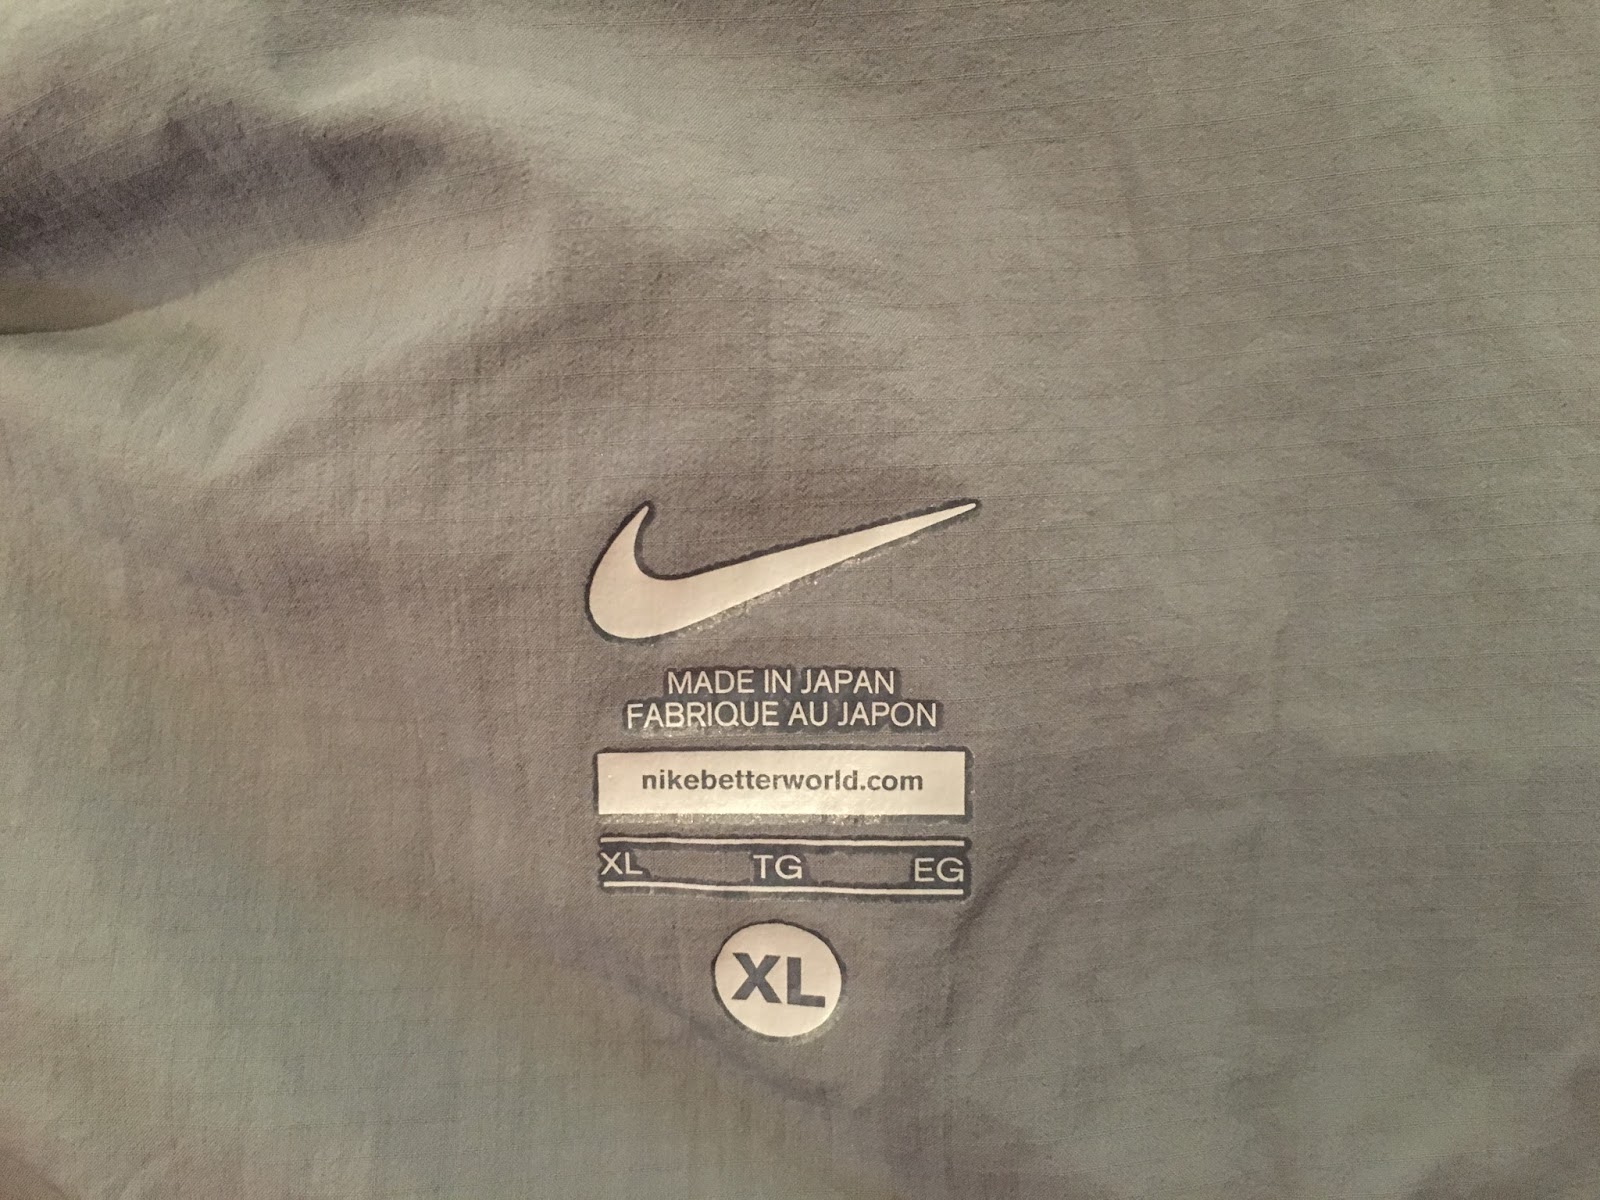 MADE IN JAPAN
FABRIQUE AU JAPON
nikebetterworld.com
XL TG EG
XL